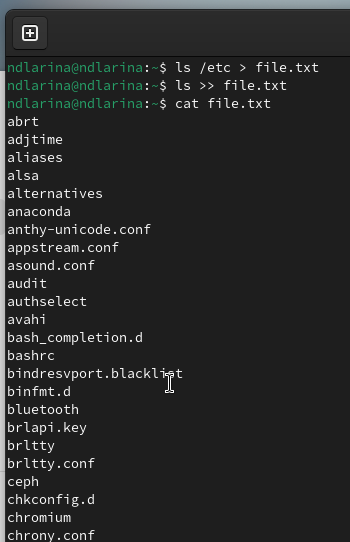 ndlarina@ndlarina:~$ ls /etc > file.txt
ndlarina@ndlarina:~$ ls >> file.txt
ndlarina@ndlarina:~$ cat file.txt
abrt
adjtime
aliases
alsa
alternatives
anaconda
anthy-unicode.conf
appstream.conf
asound.conf
audit
authselect
avahi
bash_completion.d
bashrc
bindresvport.blacklist
binfmt.d
bluetooth
brlapi.key
brltty
brltty.conf
ceph
chkconfig.d
chromium
chrony.conf